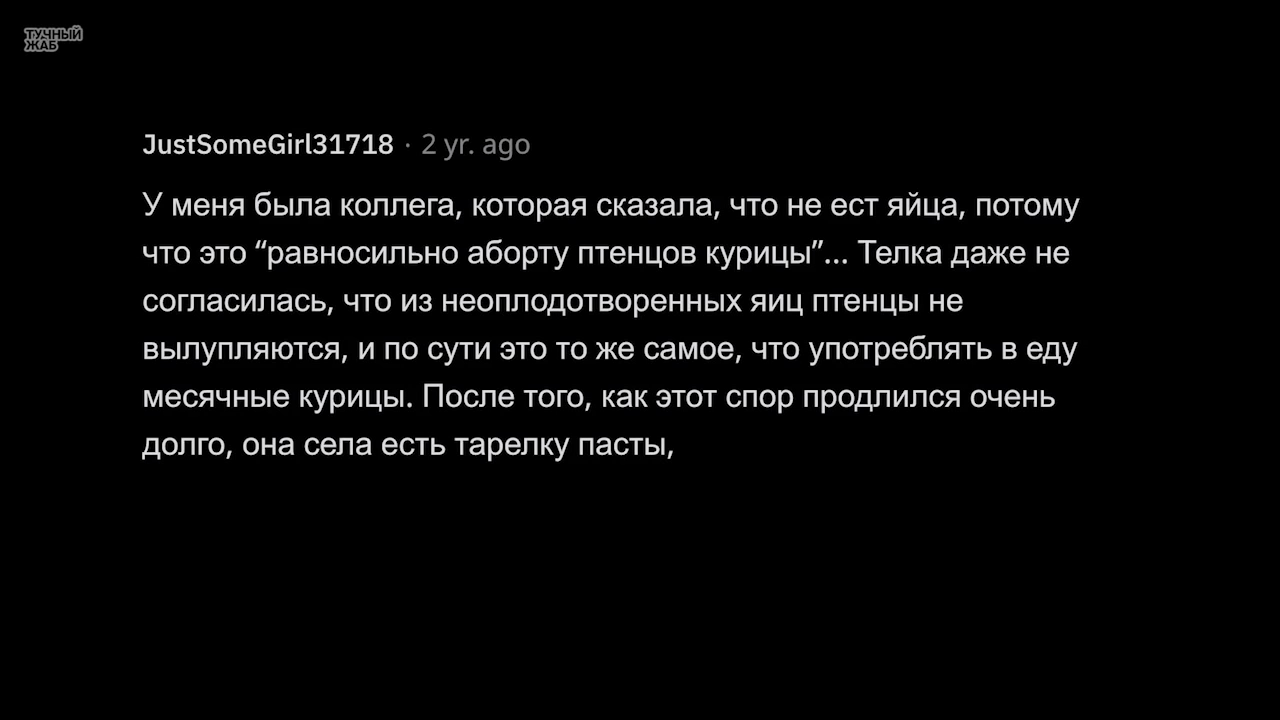 ТУЧНЫЙ
ЖАБ
JustSomeGirl31718 · 2 yr. ago
У меня была коллега, которая сказала, что не ест яйца, потому
что это “равносильно аборту птенцов курицы”... Телка даже не
согласилась, что из неоплодотворенных яиц птенцы не
вылупляются, и по сути это то же самое, что употреблять в еду
месячные курицы. После того, как этот спор продлился очень
долго, она села есть тарелку пасты,